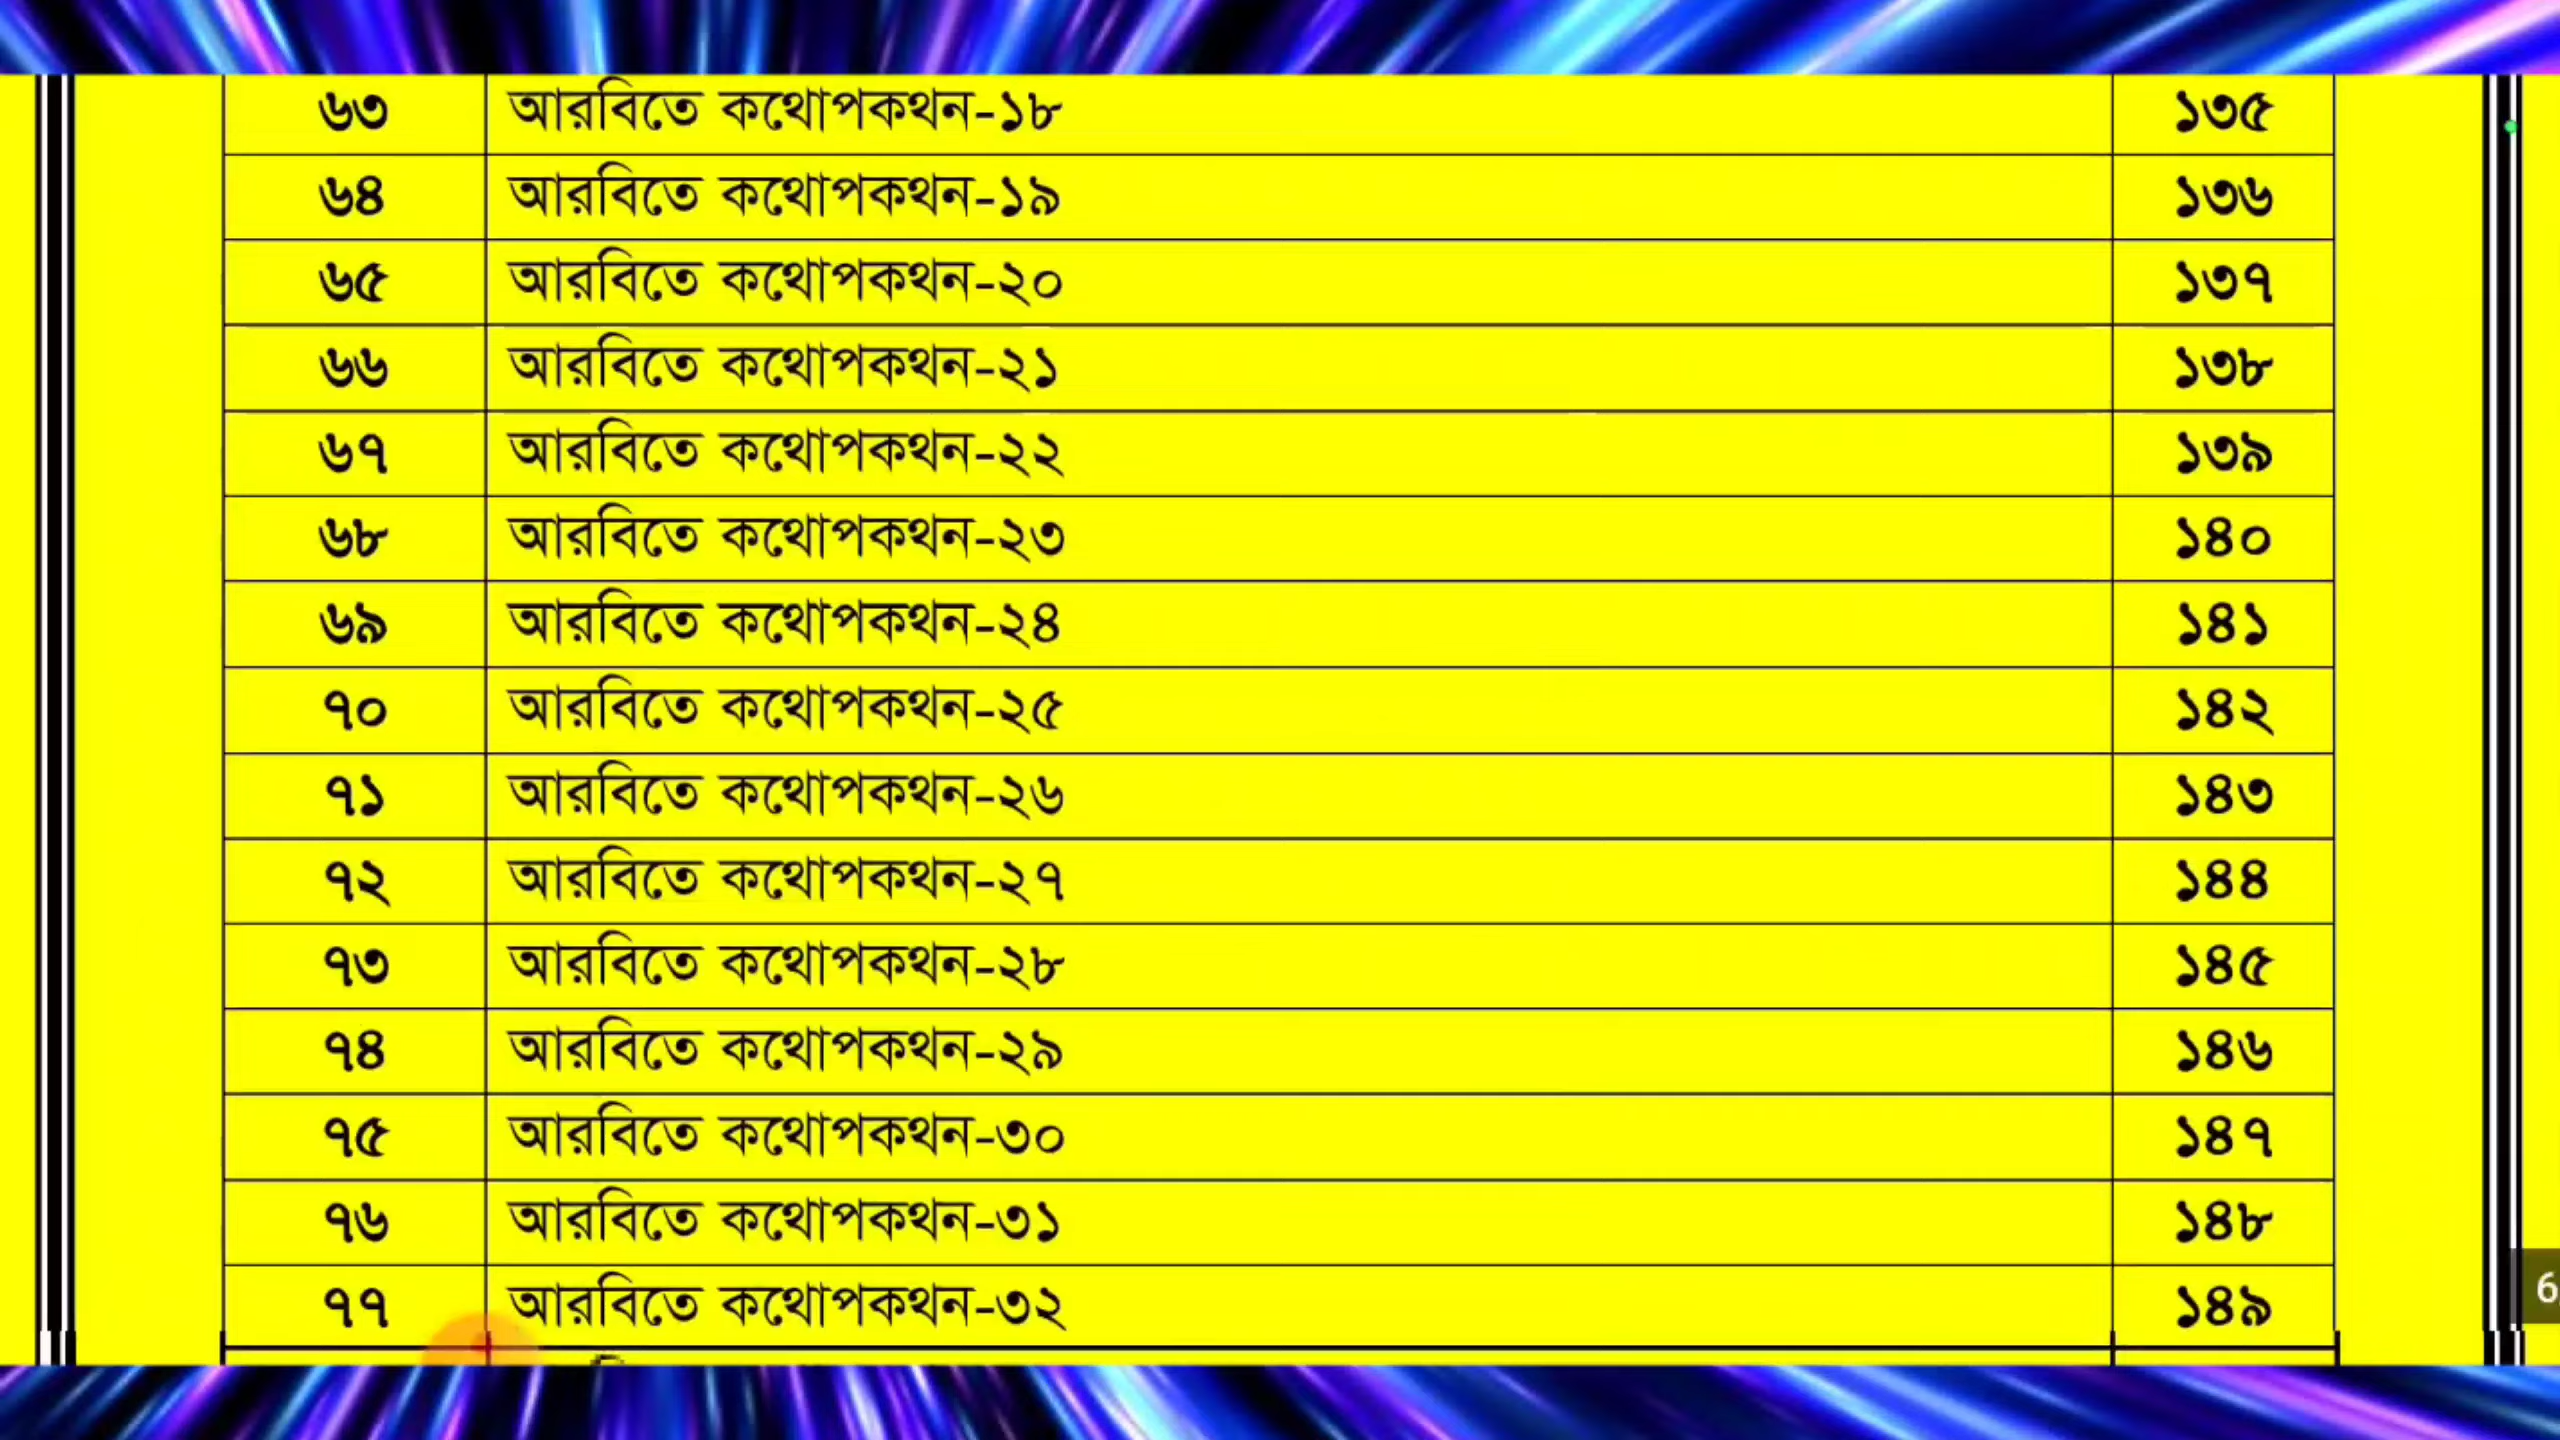 ৬৩ আরবিতে কথোপকথন-১৮ ১৩৫
৬৪ আরবিতে কথোপকথন-১৯ ১৩৬
৬৫ আরবিতে কথোপকথন-২০ ১৩৭
৬৬ আরবিতে কথোপকথন-২১ ১৩৮
৬৭ আরবিতে কথোপকথন-২২ ১৩৯
৬৮ আরবিতে কথোপকথন-২৩ ১৪০
৬৯ আরবিতে কথোপকথন-২৪ ১৪১
৭০ আরবিতে কথোপকথন-২৫ ১৪২
৭১ আরবিতে কথোপকথন-২৬ ১৪৩
৭২ আরবিতে কথোপকথন-২৭ ১৪৪
৭৩ আরবিতে কথোপকথন-২৮ ১৪৫
৭৪ আরবিতে কথোপকথন-২৯ ১৪৬
৭৫ আরবিতে কথোপকথন-৩০ ১৪৭
৭৬ আরবিতে কথোপকথন-৩১ ১৪৮
৭৭ আরবিতে কথোপকথন-৩২ ১৪৯
6